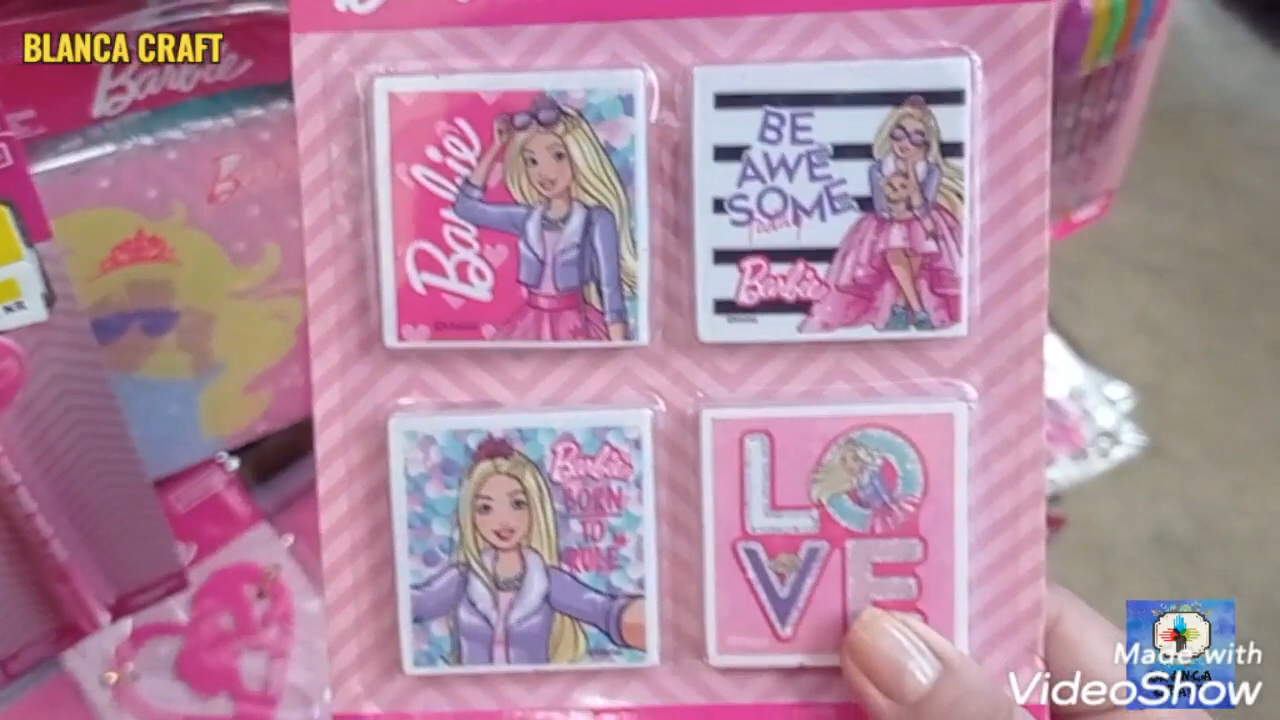 BLANCA CRAFT
Barbie
Barbie
BE
AWE
SOME
Barbie
Barbie
BORN
TO
RULE
LO
VE
Made with
VideoShow